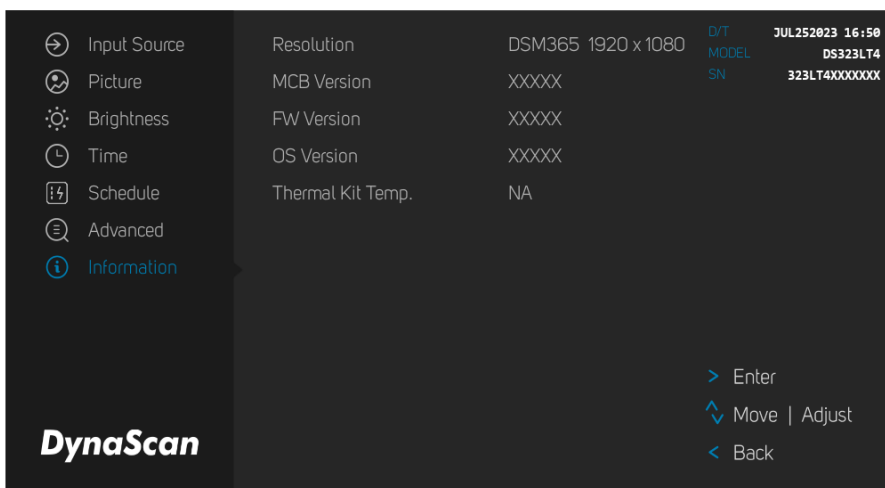 Input Source
Picture
Brightness
Time
Schedule
Advanced
Information
DynaScan
Resolution DSM365 1920 x 1080
MCB Version XXXXX
FW Version XXXXX
OS Version XXXXX
Thermal Kit Temp. NA
D/T JUL252023 16:50
MODEL DS323LT4
SN 323LT4XXXXXXX
> Enter
Move | Adjust
< Back